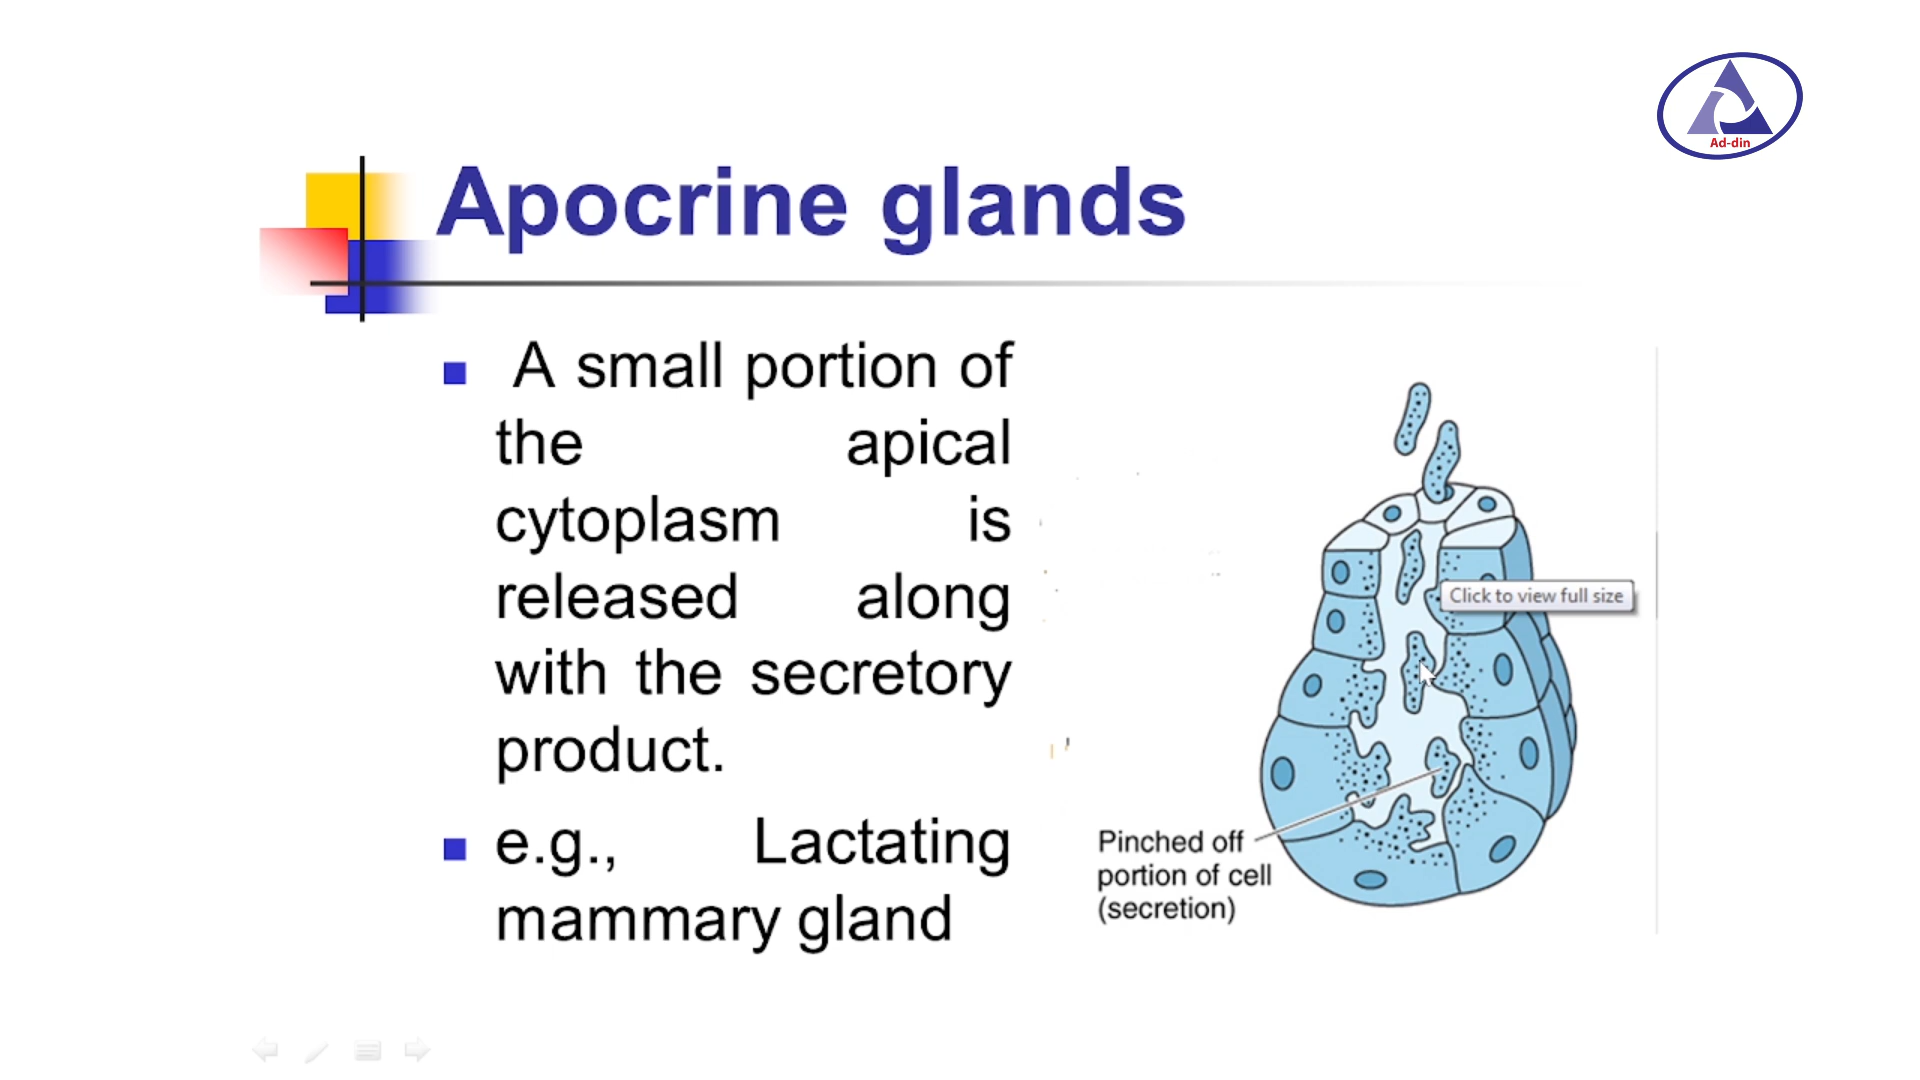 Ad-din
Apocrine glands
A small portion of
the apical
cytoplasm is
released along
with the secretory
product.
e.g., Lactating
mammary gland
Click to view full size
Pinched off
portion of cell
(secretion)